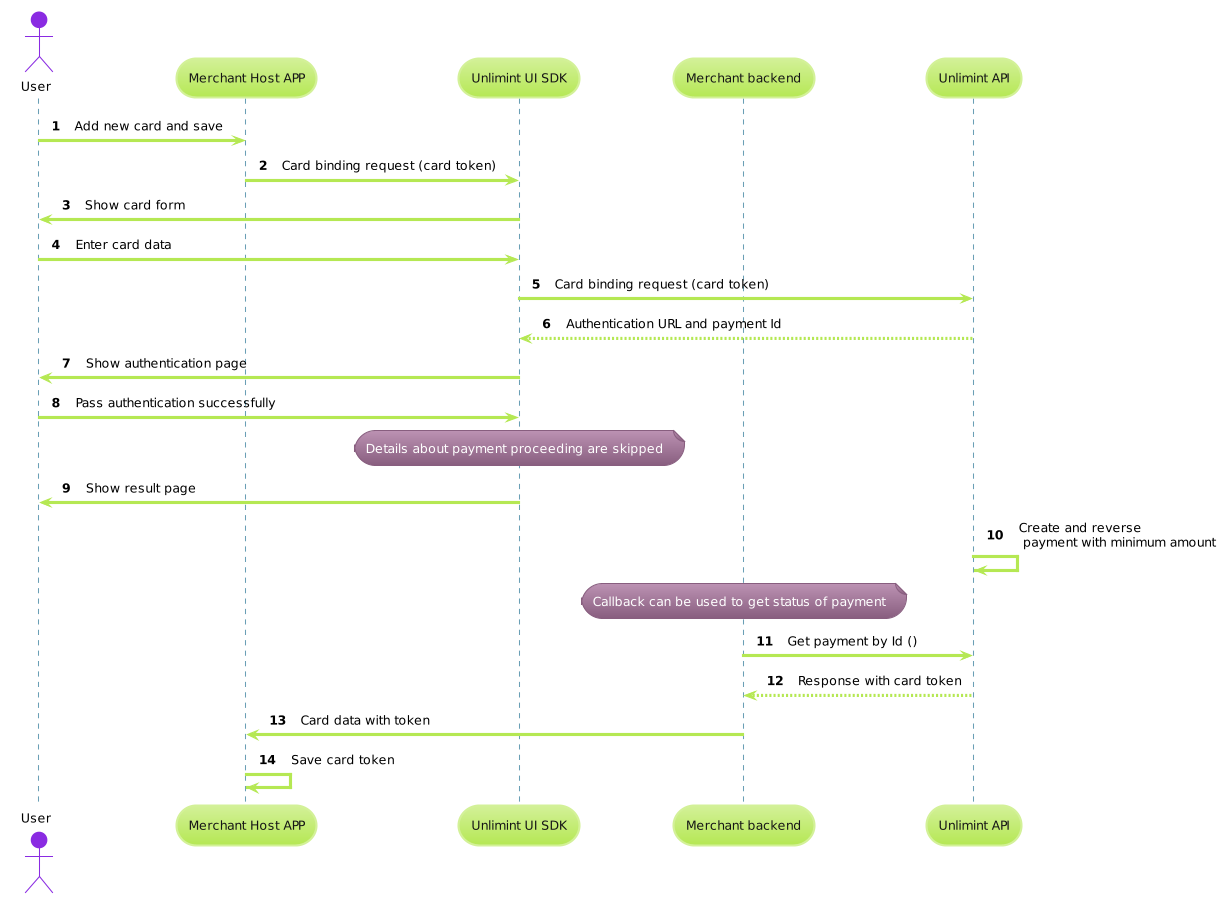 User
Merchant Host APP
Unlimint UI SDK
Merchant backend
Unlimint API
1 Add new card and save
2 Card binding request (card token)
3 Show card form
4 Enter card data
5 Card binding request (card token)
6 Authentication URL and payment Id
7 Show authentication page
8 Pass authentication successfully
Details about payment proceeding are skipped
9 Show result page
10 Create and reverse
payment with minimum amount
Callback can be used to get status of payment
11 Get payment by Id ()
12 Response with card token
13 Card data with token
14 Save card token
User
Merchant Host APP
Unlimint UI SDK
Merchant backend
Unlimint API